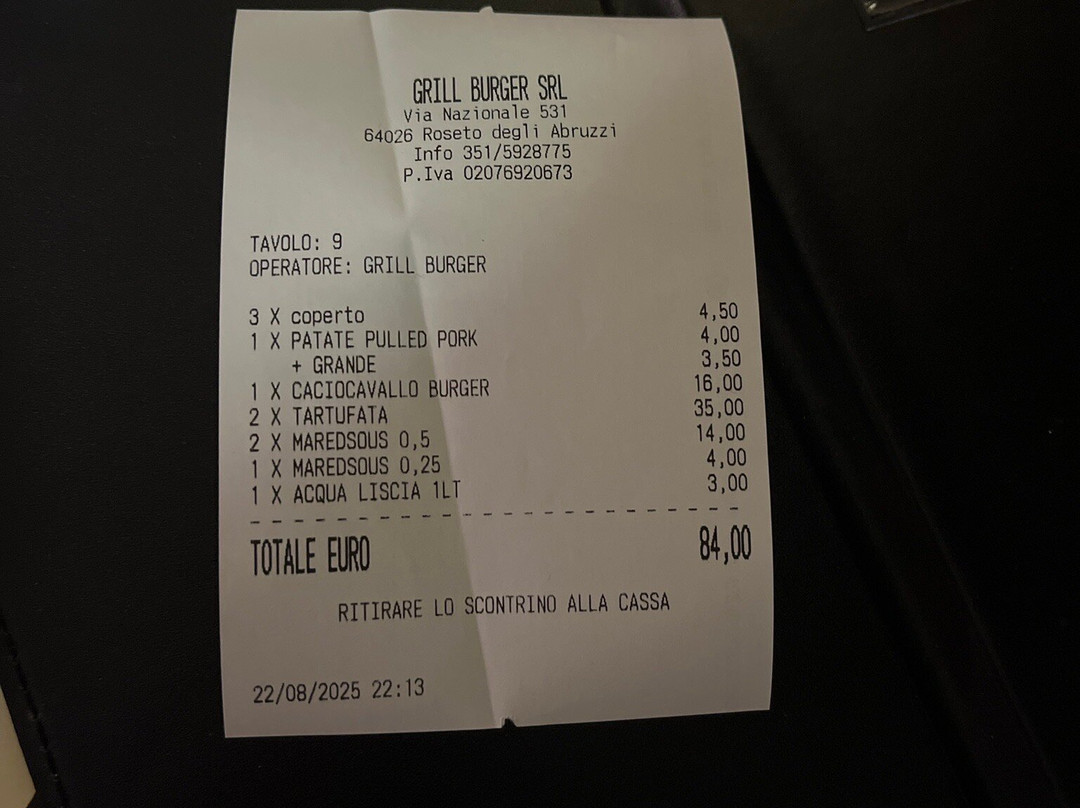 GRILL BURGER SRL
Via Nazionale 531
64026 Roseto degli Abruzzi
Info 351/5928775
P.Iva 02076920673
TAVOLO: 9
OPERATORE: GRILL BURGER
3 X coperto 4,50
1 X PATATE PULLED PORK 4,00
+ GRANDE 3,50
1 X CACIOCAVALLO BURGER 16,00
2 X TARTUFATA 35,00
2 X MAREDSOUS 0,5 14,00
1 X MAREDSOUS 0,25 4,00
1 X ACQUA LISCIA 1LT 3,00
TOTALE EURO 84,00
RITIRARE LO SCONTRINO ALLA CASSA
22/08/2025 22:13